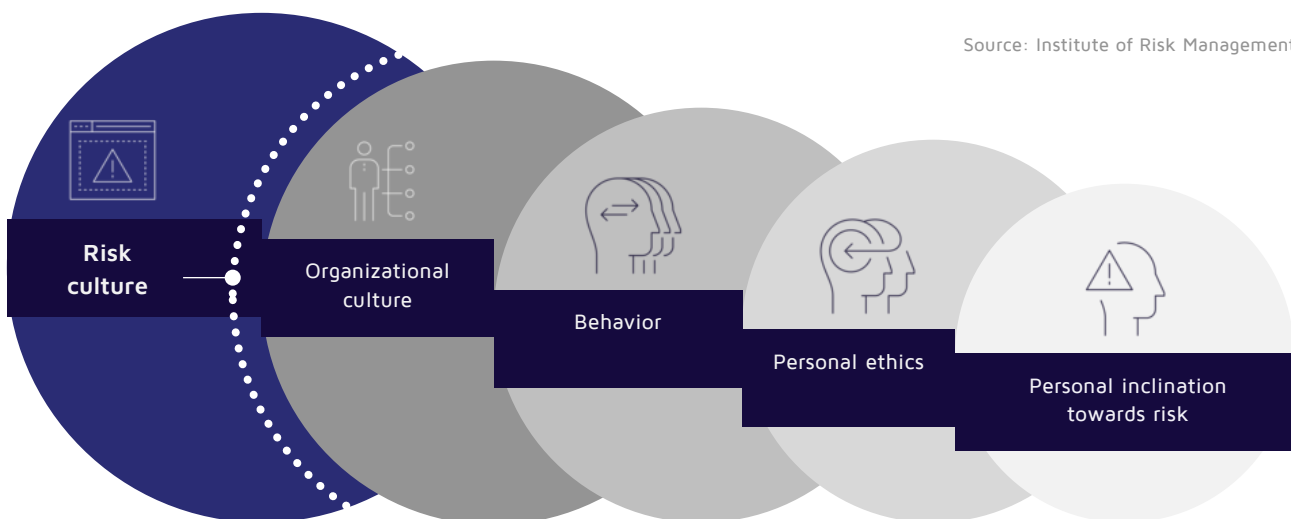 Source: Institute of Risk Management
Risk
culture
Organizational
culture
Behavior
Personal ethics
Personal inclination
towards risk